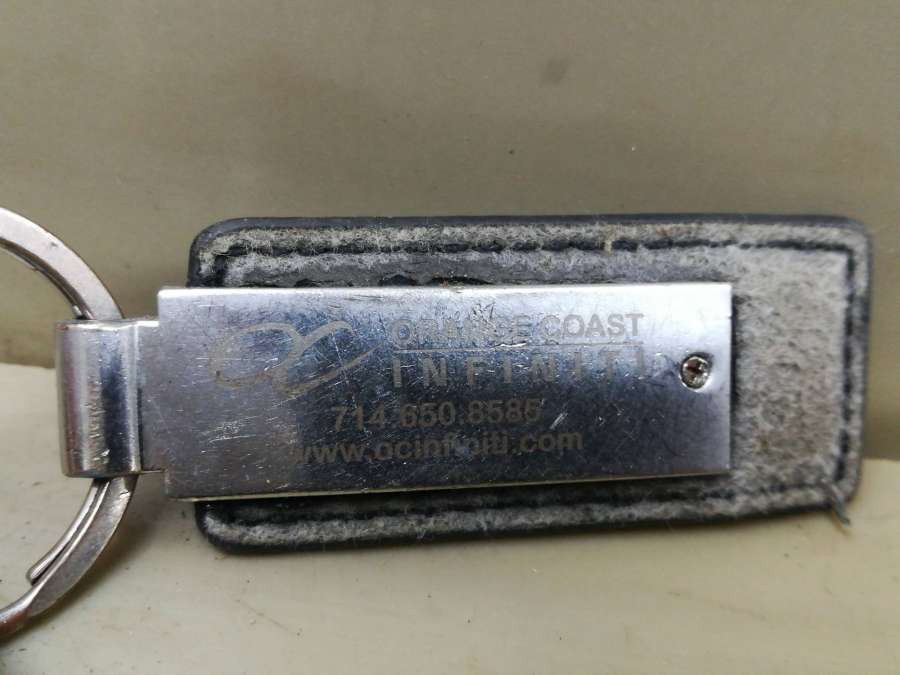 ORANGE COAST
INFINITI
714.650.8585
www.ocinfiniti.com